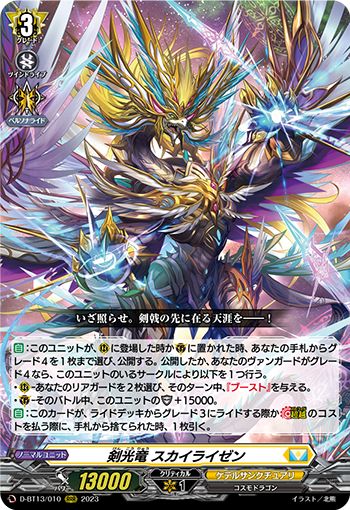 3
グレード
ツインドライブ
ペルソナライド
いざ照らせ。剣戟の先に在る天涯を――！
自:このユニットが、Ⓥに登場した時かⓇに置かれた時、あなたの手札からグ
レード４を１枚まで選び、公開する。公開したか、あなたのヴァンガードがグレー
ド４なら、このユニットのいるサークルにより以下を１つ行う。
・Ⓥ-あなたのリアガードを２枚選び、そのターン中、『ブースト』を与える。
・Ⓡ-そのバトル中、このユニットの+15000。
自:このカードが、ライドデッキからグレード３にライドする際か超越のコス
トを払う際に、手札から捨てられた時、１枚引く。
ノーマルユニット
剣光竜 スカイライゼン
パワー 13000
クリティカル
1
ケテルサンクチュアリ
コスモドラゴン
D-BT13/010 RRR 2023
イラスト／北熊